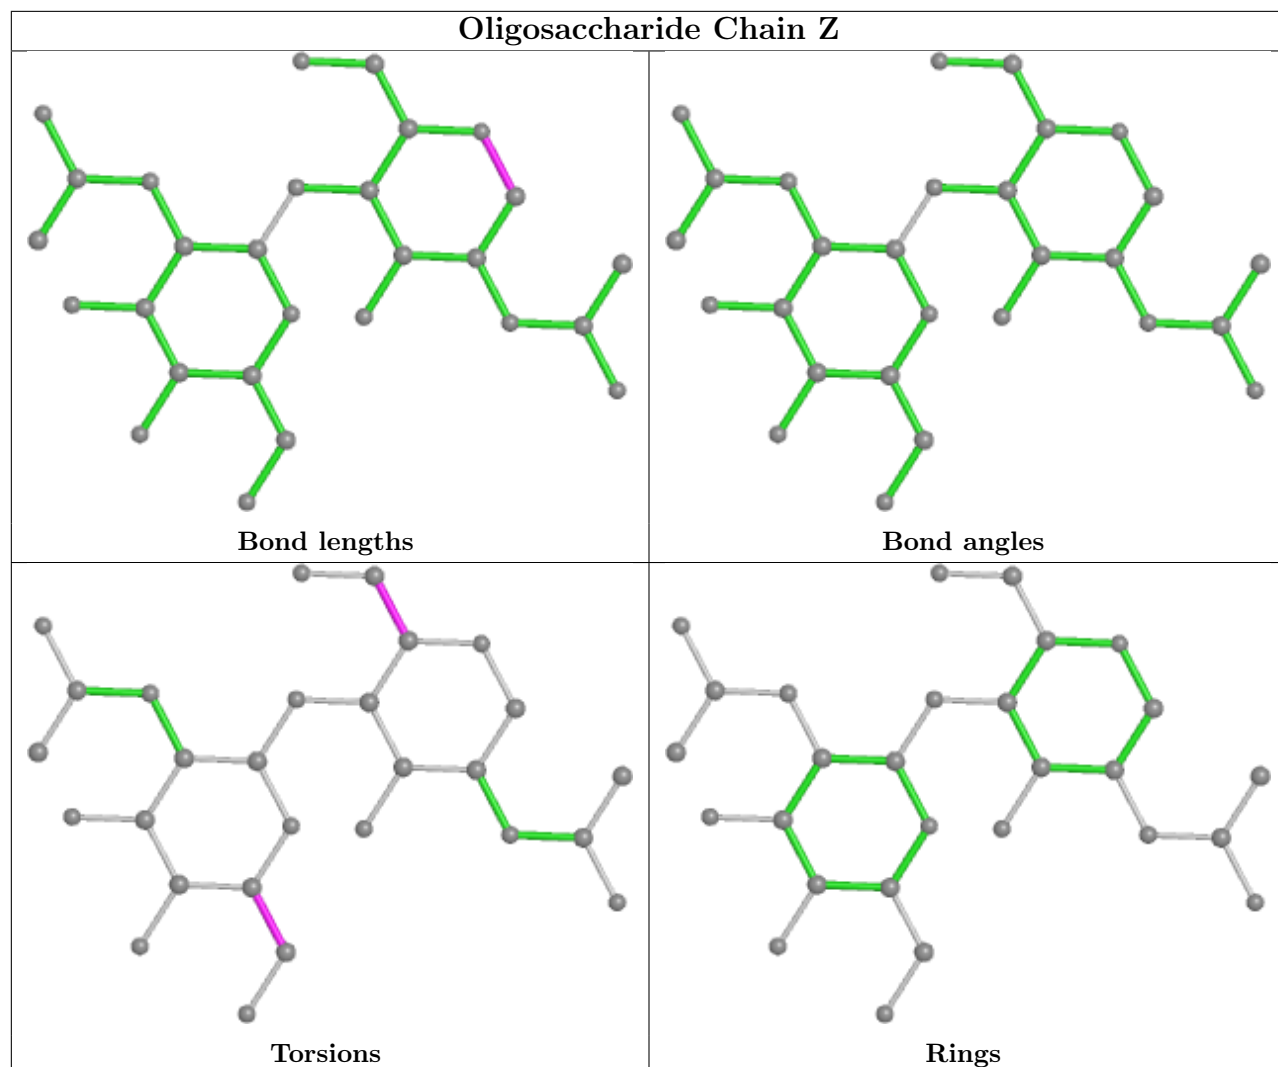 Oligosaccharide Chain Z
Bond lengths
Bond angles
Torsions
Rings